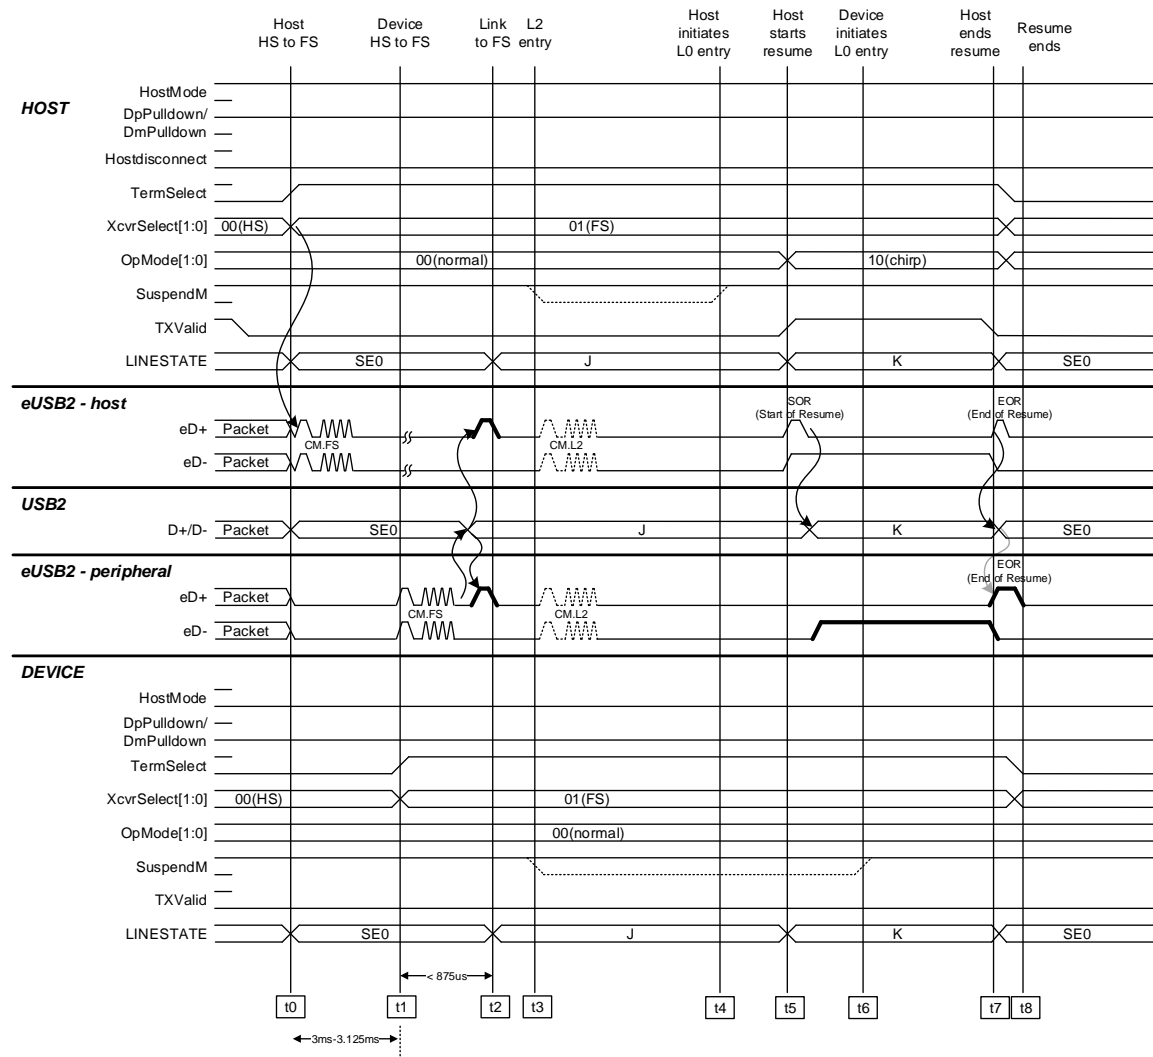 Host
HS to FS
Device
HS to FS
Link
to FS
L2
entry
Host
initiates
L0 entry
Host
starts
resume
Device
initiates
L0 entry
Host
ends
resume
Resume
ends
HOST
HostMode
DpPulldown/
DmPulldown
Hostdisconnect
TermSelect
XcvrSelect[1:0] 00(HS) 01(FS)
OpMode[1:0] 00(normal) 10(chirp)
SuspendM
TXValid
LINESTATE SE0 J K SE0
eUSB2 - host
SOR
(Start of Resume)
EOR
(End of Resume)
eD+ Packet
CM.FS CM.L2
eD- Packet
USB2
D+/D- Packet SE0 J K SE0
eUSB2 - peripheral
EOR
(End of Resume)
eD+ Packet
CM.FS CM.L2
eD- Packet
DEVICE
HostMode
DpPulldown/
DmPulldown
TermSelect
XcvrSelect[1:0] 00(HS) 01(FS)
OpMode[1:0] 00(normal)
SuspendM
TXValid
LINESTATE SE0 J K SE0
< 875us
t0 t1 t2 t3 t4 t5 t6 t7 t8
3ms-3.125ms